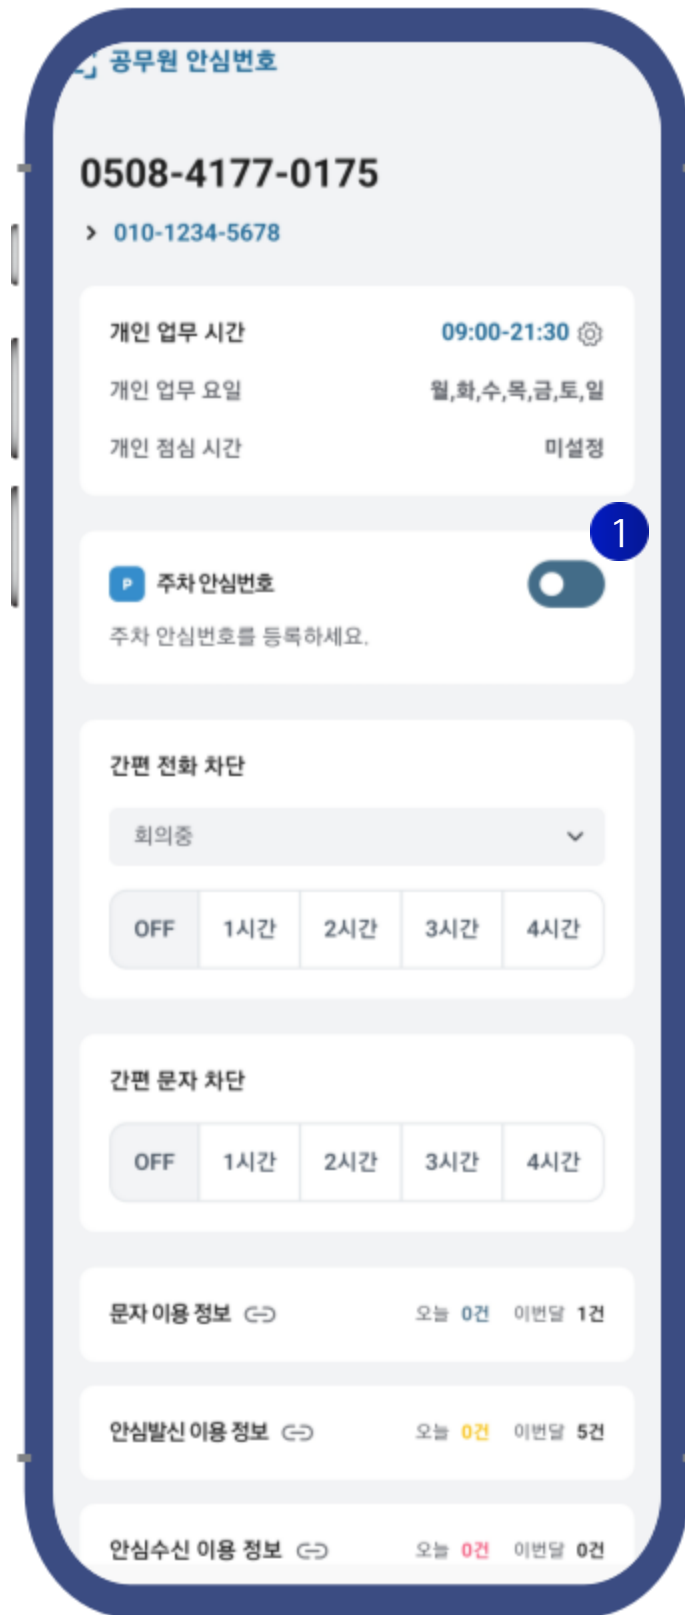 공무원 안심번호
0508-4177-0175
> 010-1234-5678
개인 업무 시간 09:00-21:30
개인 업무 요일 월,화,수,목,금,토,일
개인 점심 시간 미설정
1
P 주차 안심번호
주차 안심번호를 등록하세요.
간편 전화 차단
회의중
OFF 1시간 2시간 3시간 4시간
간편 문자 차단
OFF 1시간 2시간 3시간 4시간
문자 이용 정보 오늘 0건 이번달 1건
안심발신 이용 정보 오늘 0건 이번달 5건
안심수신 이용 정보 오늘 0건 이번달 0건